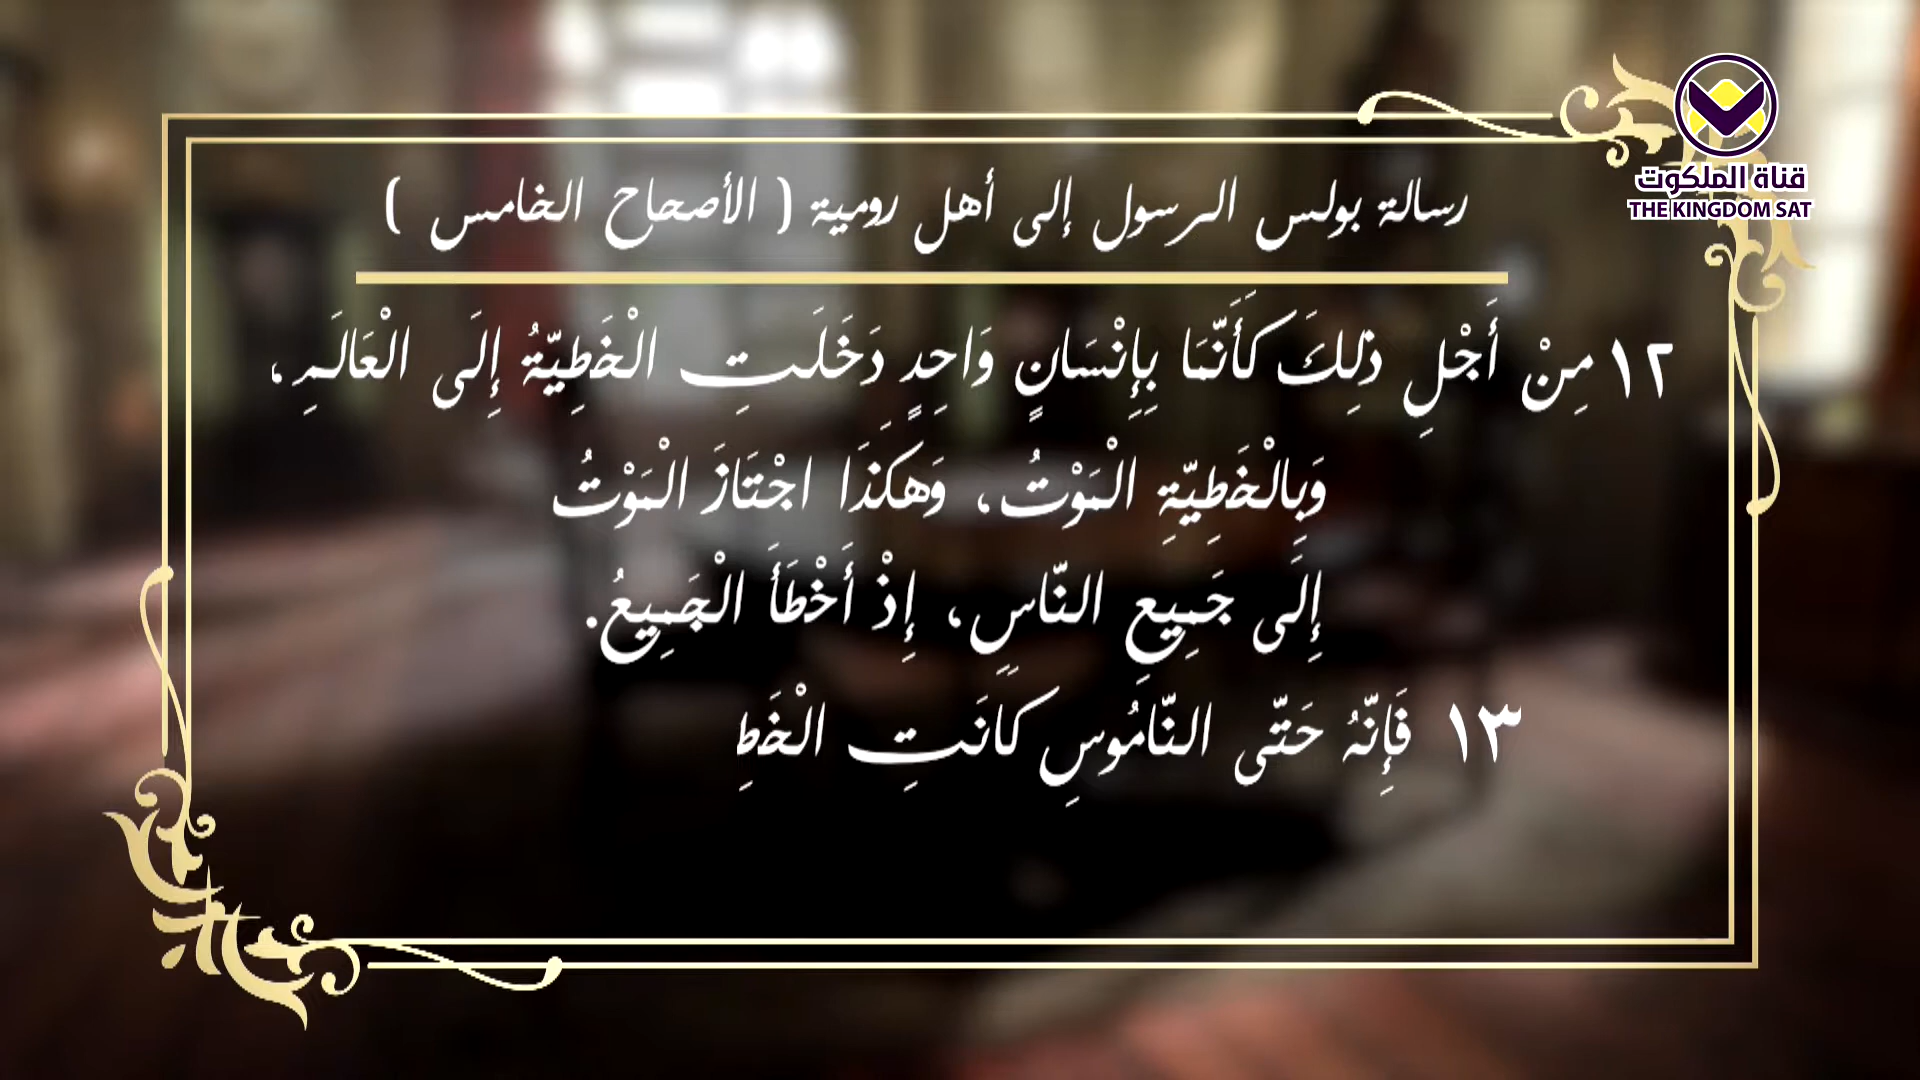 قناة الملكوت
THE KINGDOM SAT
رسالة بولس الرسول إلى أهل رومية ( الأصحاح الخامس )
١٢ مِنْ أَجْلِ ذلِكَ كَأَنَّمَا بِإِنْسَانٍ وَاحِدٍ دَخَلَتِ الْخَطِيَّةُ إِلَى الْعَالَمِ،
وَبِالْخَطِيَّةِ الْمَوْتُ، وَهكَذَا اجْتَازَ الْمَوْتُ
إِلَى جَمِيعِ النَّاسِ، إِذْ أَخْطَأَ الْجَمِيعُ.
١٣ فَإِنَّهُ حَتَّى النَّامُوسِ كَانَتِ الْخَطِ